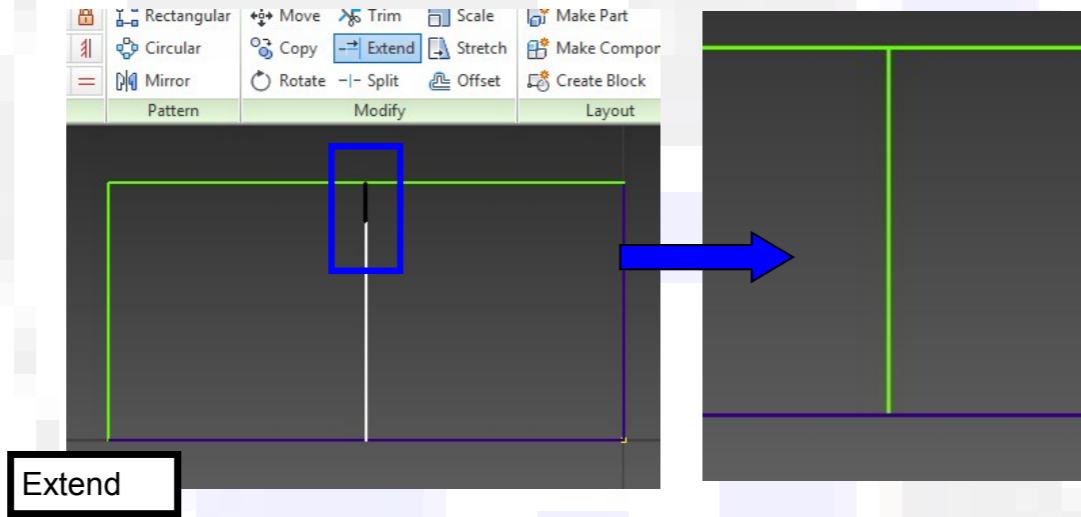 Rectangular Move Trim Scale Make Part
Circular Copy Extend Stretch Make Compor
Mirror Rotate Split Offset Create Block
Pattern Modify Layout
Extend